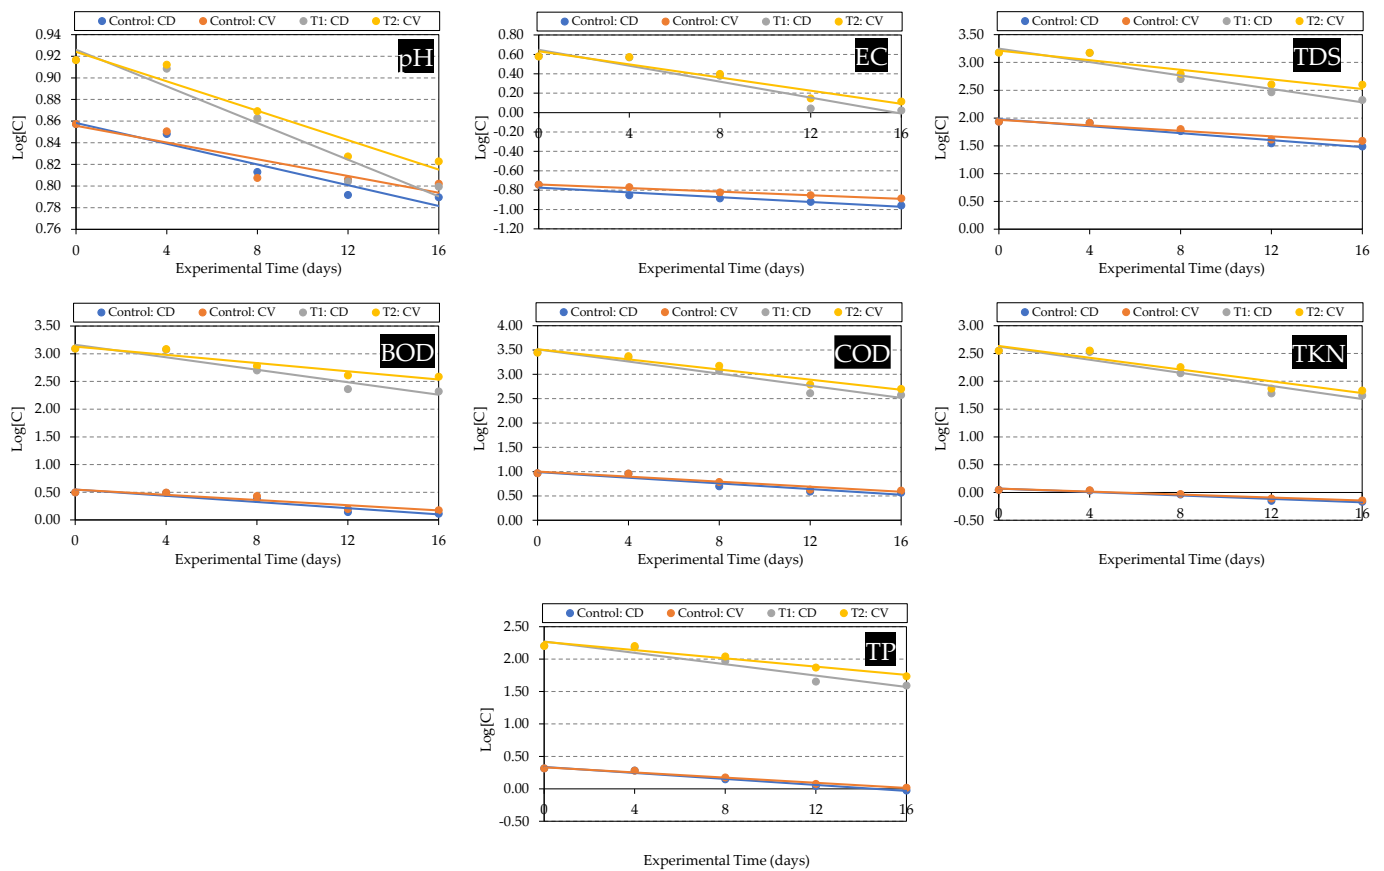 Control: CD Control: CV T1: CD T2: CV
pH
Log[C]
0.94
0.92
0.90
0.88
0.86
0.84
0.82
0.80
0.78
0.76
0 4 8 12 16
Experimental Time (days)
Control: CD Control: CV T1: CD T2: CV
EC
Log[C]
0.80
0.60
0.40
0.20
0.00
-0.20
-0.40
-0.60
-0.80
-1.00
-1.20
0 4 8 12 16
Experimental Time (days)
Control: CD Control: CV T1: CD T2: CV
TDS
Log[C]
3.50
3.00
2.50
2.00
1.50
1.00
0.50
0.00
0 4 8 12 16
Experimental Time (days)
Control: CD Control: CV T1: CD T2: CV
BOD
Log[C]
3.50
3.00
2.50
2.00
1.50
1.00
0.50
0.00
0 4 8 12 16
Experimental Time (days)
Control: CD Control: CV T1: CD T2: CV
COD
Log[C]
4.00
3.50
3.00
2.50
2.00
1.50
1.00
0.50
0.00
0 4 8 12 16
Experimental Time (days)
Control: CD Control: CV T1: CD T2: CV
TKN
Log[C]
3.00
2.50
2.00
1.50
1.00
0.50
0.00
-0.50
0 4 8 12 16
Experimental Time (days)
Control: CD Control: CV T1: CD T2: CV
TP
Log[C]
2.50
2.00
1.50
1.00
0.50
0.00
-0.50
0 4 8 12 16
Experimental Time (days)